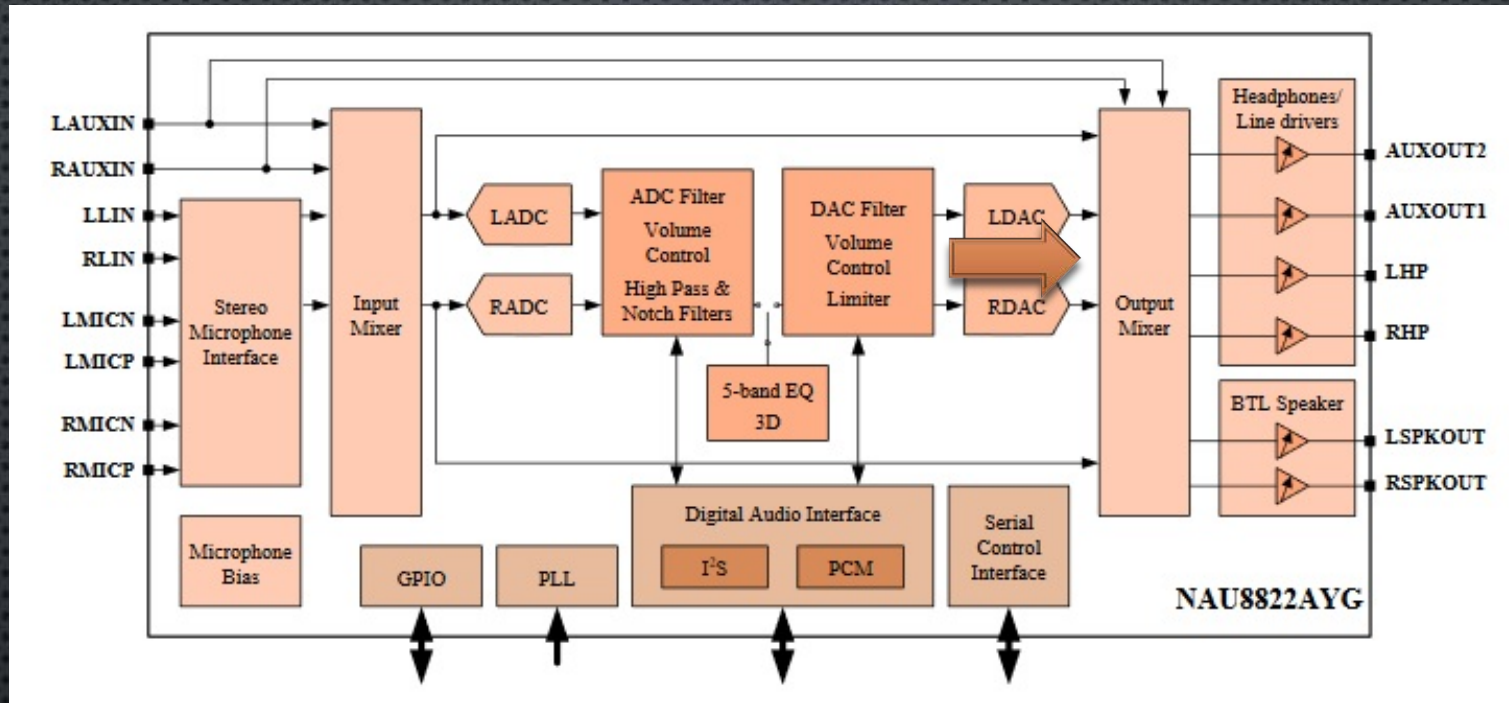 LAUXIN
RAUXIN
LLIN
RLIN
LMICN
LMICP
RMICN
RMICP
Stereo
Microphone
Interface
Microphone
Bias
Input
Mixer
LADC
RADC
ADC Filter
Volume
Control
High Pass &
Notch Filters
5-band EQ
3D
DAC Filter
Volume
Control
Limiter
LDAC
RDAC
Output
Mixer
Headphones/
Line drivers
BTL Speaker
AUXOUT2
AUXOUT1
LHP
RHP
LSPKOUT
RSPKOUT
GPIO
PLL
Digital Audio Interface
I²S
PCM
Serial
Control
Interface
NAU8822AYG